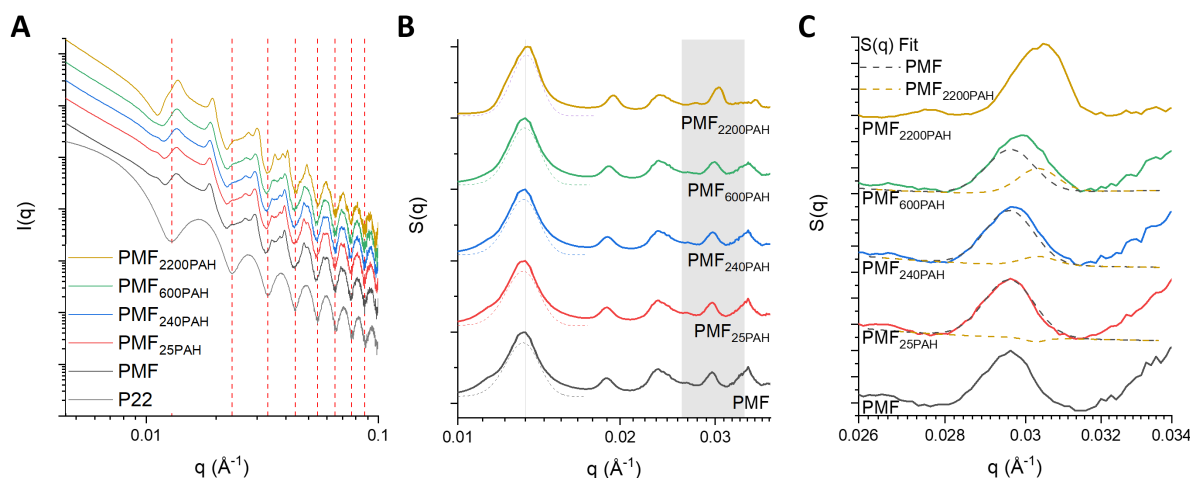 A
I(q)
PMF2200PAH
PMF600PAH
PMF240PAH
PMF25PAH
PMF
P22
0.01
0.1
q (Å-1)
B
S(q)
PMF2200PAH
PMF600PAH
PMF240PAH
PMF25PAH
PMF
0.01
0.02
0.03
q (Å-1)
C
S(q) Fit
PMF
PMF2200PAH
S(q)
PMF2200PAH
PMF600PAH
PMF240PAH
PMF25PAH
PMF
0.026
0.028
0.03
0.032
0.034
q (Å-1)